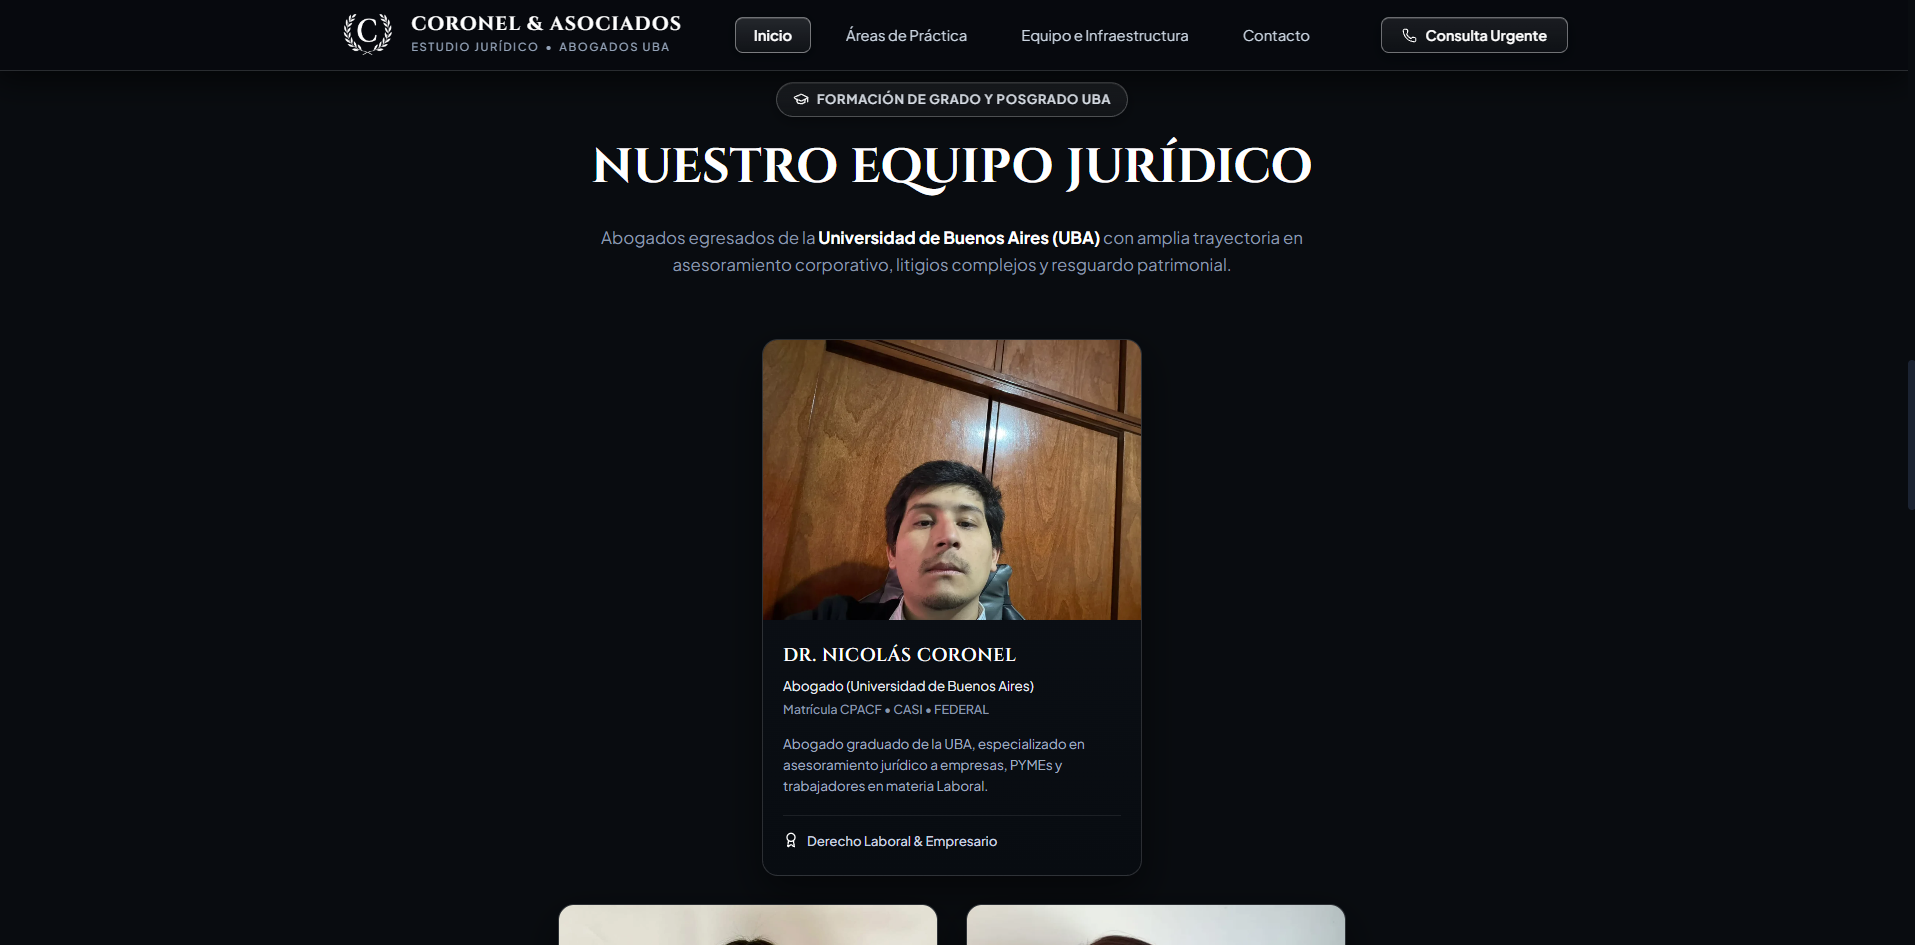 CORONEL & ASOCIADOS
ESTUDIO JURÍDICO • ABOGADOS UBA
Inicio
Áreas de Práctica
Equipo e Infraestructura
Contacto
Consulta Urgente
FORMACIÓN DE GRADO Y POSGRADO UBA
NUESTRO EQUIPO JURÍDICO
Abogados egresados de la Universidad de Buenos Aires (UBA) con amplia trayectoria en
asesoramiento corporativo, litigios complejos y resguardo patrimonial.
DR. NICOLÁS CORONEL
Abogado (Universidad de Buenos Aires)
Matrícula CPACF • CASI • FEDERAL
Abogado graduado de la UBA, especializado en
asesoramiento jurídico a empresas, PYMEs y
trabajadores en materia Laboral.
Derecho Laboral & Empresario